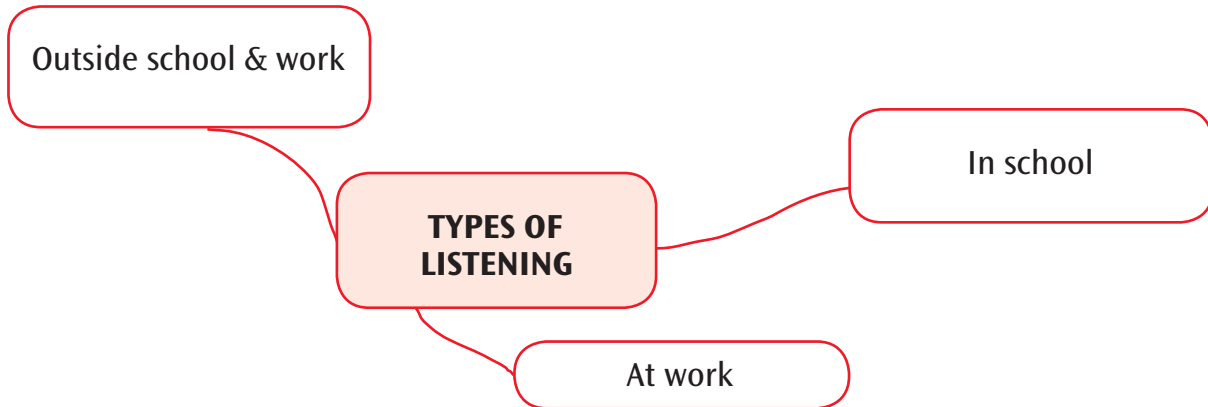 Outside school & work
In school
TYPES OF
LISTENING
At work